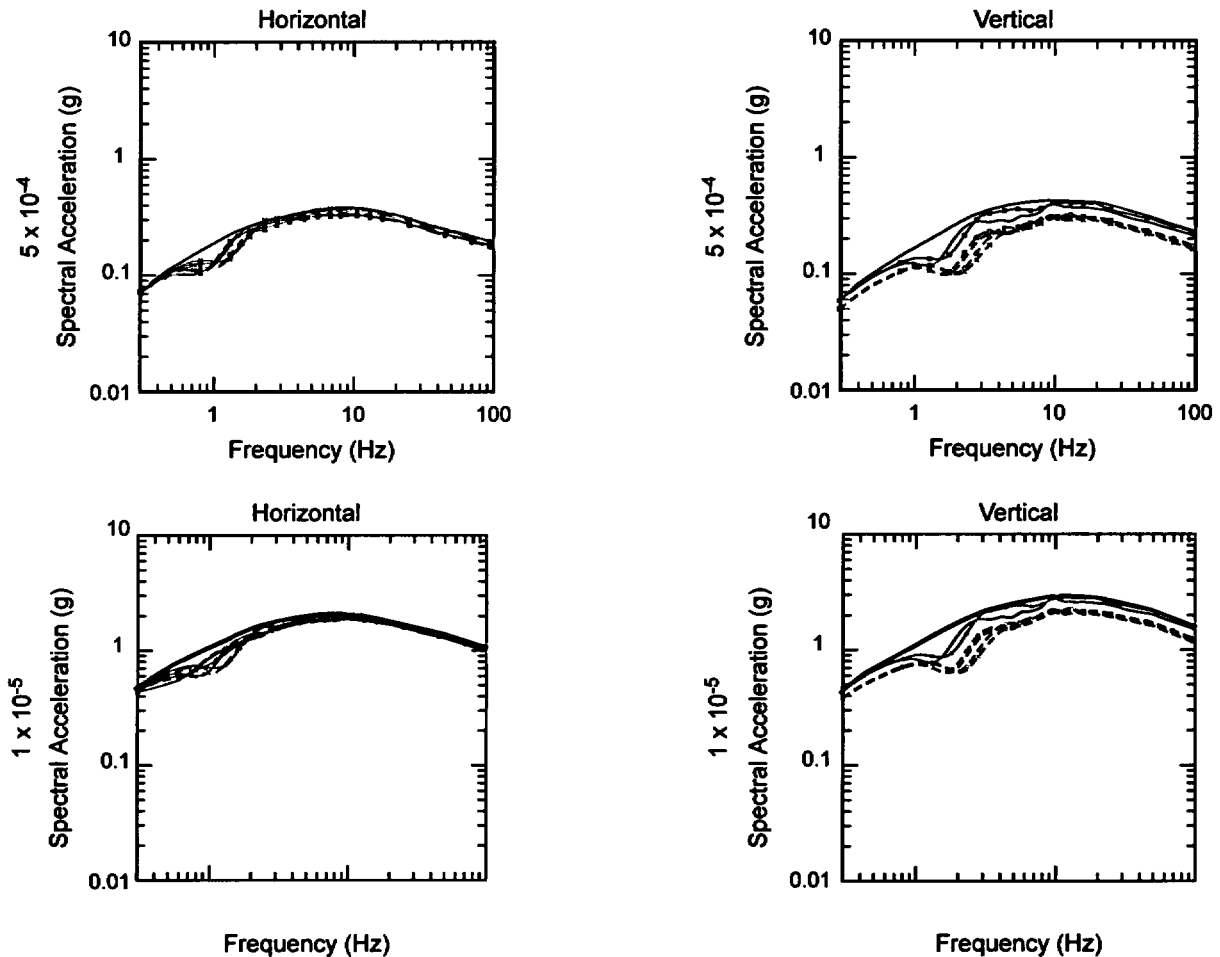 Horizontal
10
1
0.1
0.01
5 x 10⁻⁴
Spectral Acceleration (g)
1 10 100
Frequency (Hz)
Vertical
10
1
0.1
0.01
5 x 10⁻⁴
Spectral Acceleration (g)
1 10 100
Frequency (Hz)
Horizontal
10
1
0.1
0.01
1 x 10⁻⁵
Spectral Acceleration (g)
Frequency (Hz)
Vertical
10
1
0.1
0.01
1 x 10⁻⁵
Spectral Acceleration (g)
Frequency (Hz)